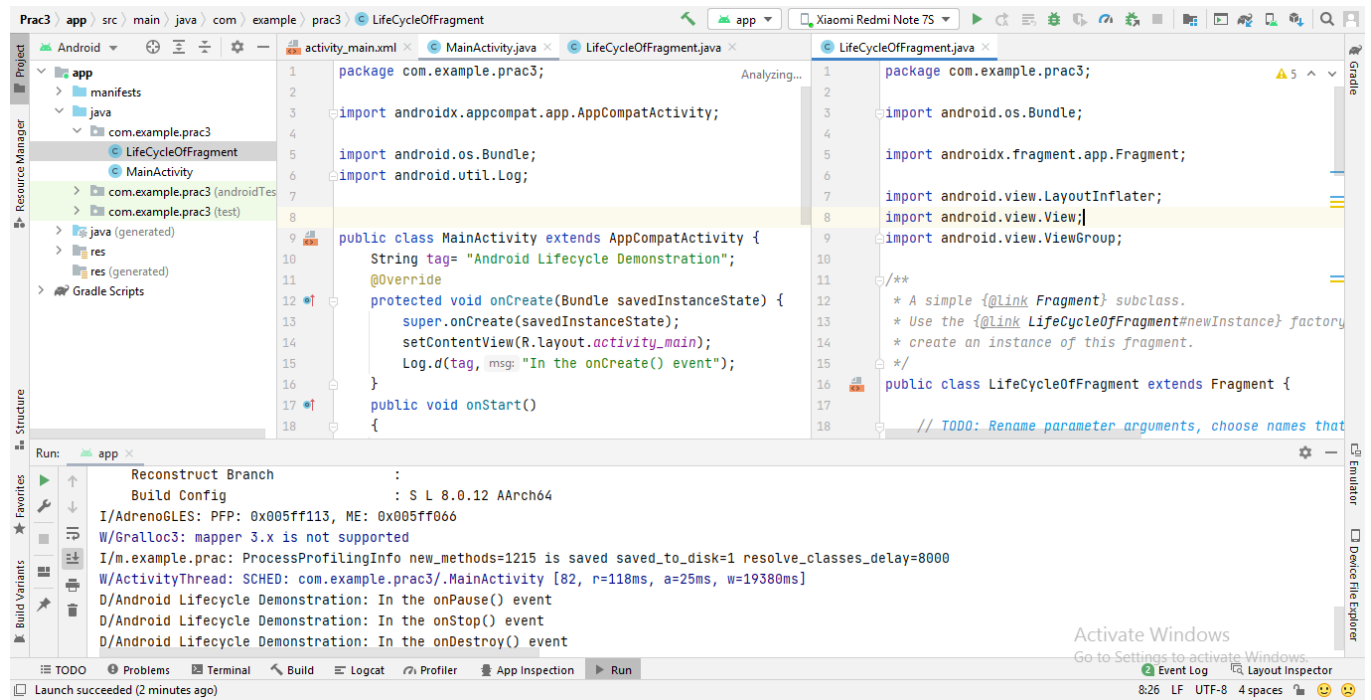 Prac3 app src main java com example prac3 LifeCycleOfFragment app Xiaomi Redmi Note 7S
Project
Resource Manager
Structure
Favorites
Build Variants
Android
app
manifests
java
com.example.prac3
LifeCycleOfFragment
MainActivity
com.example.prac3 (androidTes
com.example.prac3 (test)
java (generated)
res
res (generated)
Gradle Scripts
activity_main.xml MainActivity.java LifeCycleOfFragment.java
Analyzing...
1 package com.example.prac3;
2
3 import androidx.appcompat.app.AppCompatActivity;
4
5 import android.os.Bundle;
6 import android.util.Log;
7
8
9 public class MainActivity extends AppCompatActivity {
10 String tag= "Android Lifecycle Demonstration";
11 @Override
12 protected void onCreate(Bundle savedInstanceState) {
13 super.onCreate(savedInstanceState);
14 setContentView(R.layout.activity_main);
15 Log.d(tag, msg: "In the onCreate() event");
16 }
17 public void onStart()
18 {
LifeCycleOfFragment.java
5
1 package com.example.prac3;
2
3 import android.os.Bundle;
4
5 import androidx.fragment.app.Fragment;
6
7 import android.view.LayoutInflater;
8 import android.view.View;
9 import android.view.ViewGroup;
10
11 /**
12 * A simple {@link Fragment} subclass.
13 * Use the {@link LifeCycleOfFragment#newInstance} factory
14 * create an instance of this fragment.
15 */
16 public class LifeCycleOfFragment extends Fragment {
17
18 // TODO: Rename parameter arguments, choose names that
Gradle
Emulator
Device File Explorer
Run: app
Reconstruct Branch :
Build Config : S L 8.0.12 AArch64
I/AdrenoGLES: PFP: 0x005ff113, ME: 0x005ff066
W/Gralloc3: mapper 3.x is not supported
I/m.example.prac: ProcessProfilingInfo new_methods=1215 is saved saved_to_disk=1 resolve_classes_delay=8000
W/ActivityThread: SCHED: com.example.prac3/.MainActivity [82, r=118ms, a=25ms, w=19380ms]
D/Android Lifecycle Demonstration: In the onPause() event
D/Android Lifecycle Demonstration: In the onStop() event
D/Android Lifecycle Demonstration: In the onDestroy() event
Activate Windows
Go to Settings to activate Windows.
TODO Problems Terminal Build Logcat Profiler App Inspection Run 2 Event Log Layout Inspector
Launch succeeded (2 minutes ago) 8:26 LF UTF-8 4 spaces